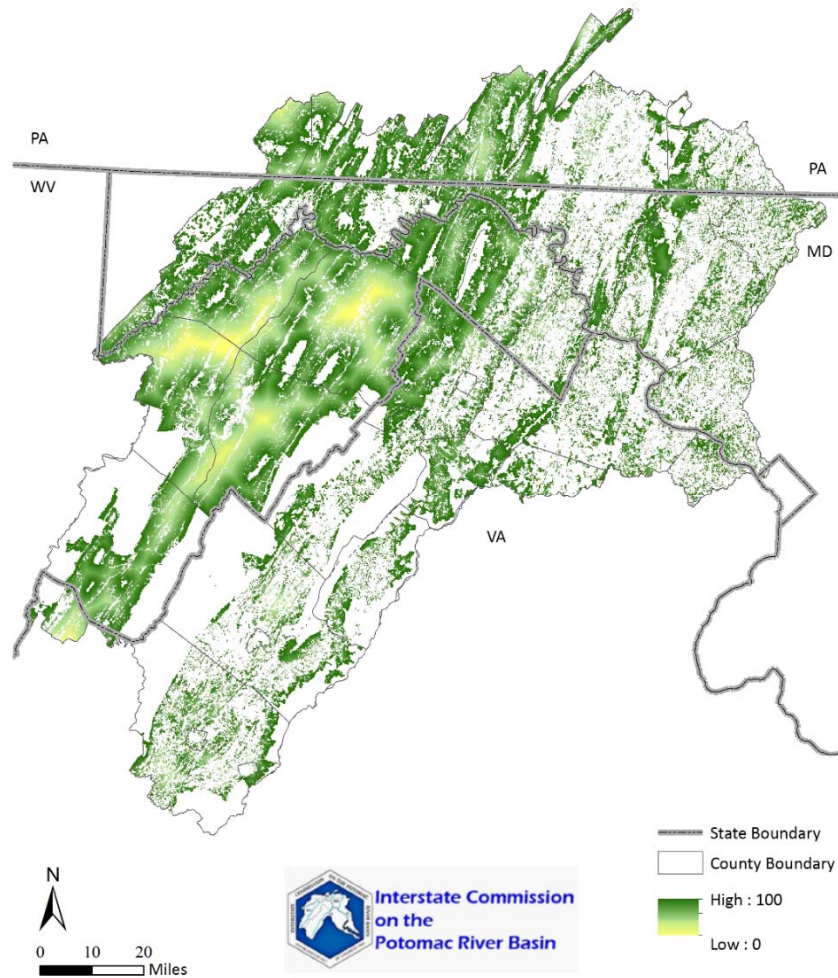 PA
WV
PA
MD
VA
State Boundary
County Boundary
High : 100
Low : 0
N
0 10 20
Miles
Interstate Commission
on the
Potomac River Basin